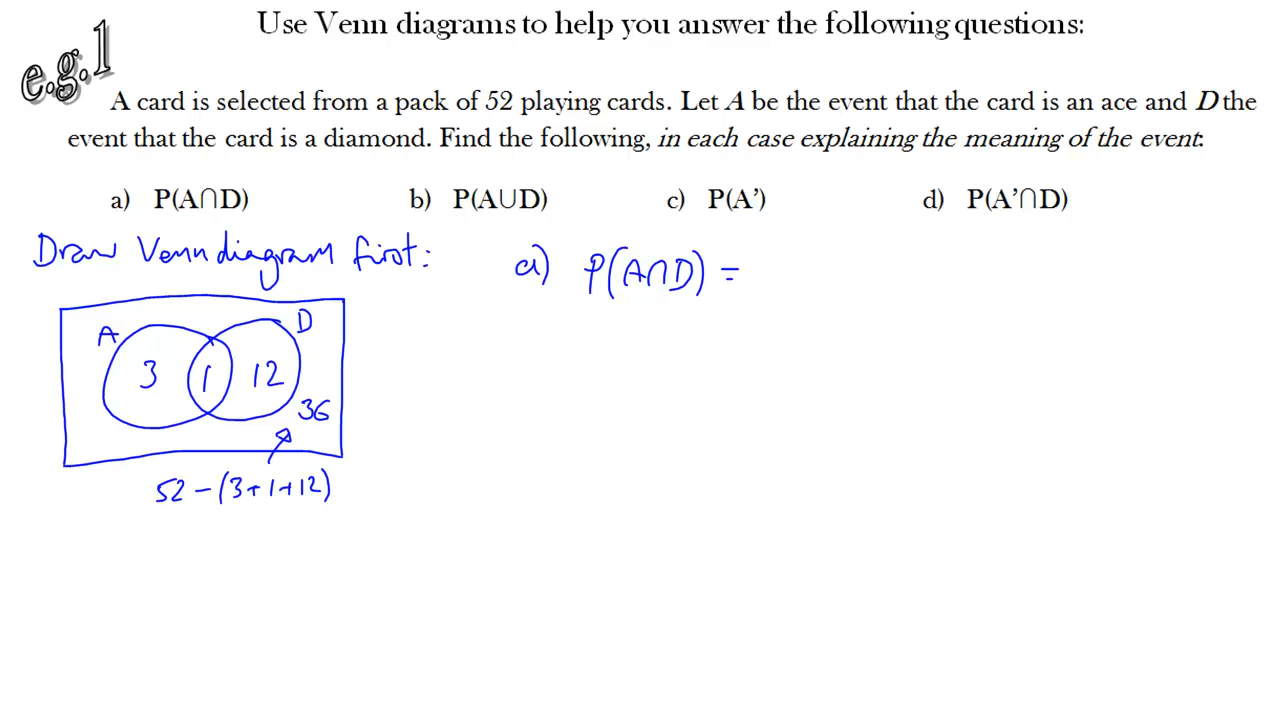 Use Venn diagrams to help you answer the following questions:
e.g.1
A card is selected from a pack of 52 playing cards. Let A be the event that the card is an ace and D the
event that the card is a diamond. Find the following, in each case explaining the meaning of the event:
a) P(A∩D) b) P(A∪D) c) P(A’) d) P(A’∩D)
Draw Venn diagram first:
a) P(A∩D) =
A D
3 1 12
36
52 - (3+1+12)